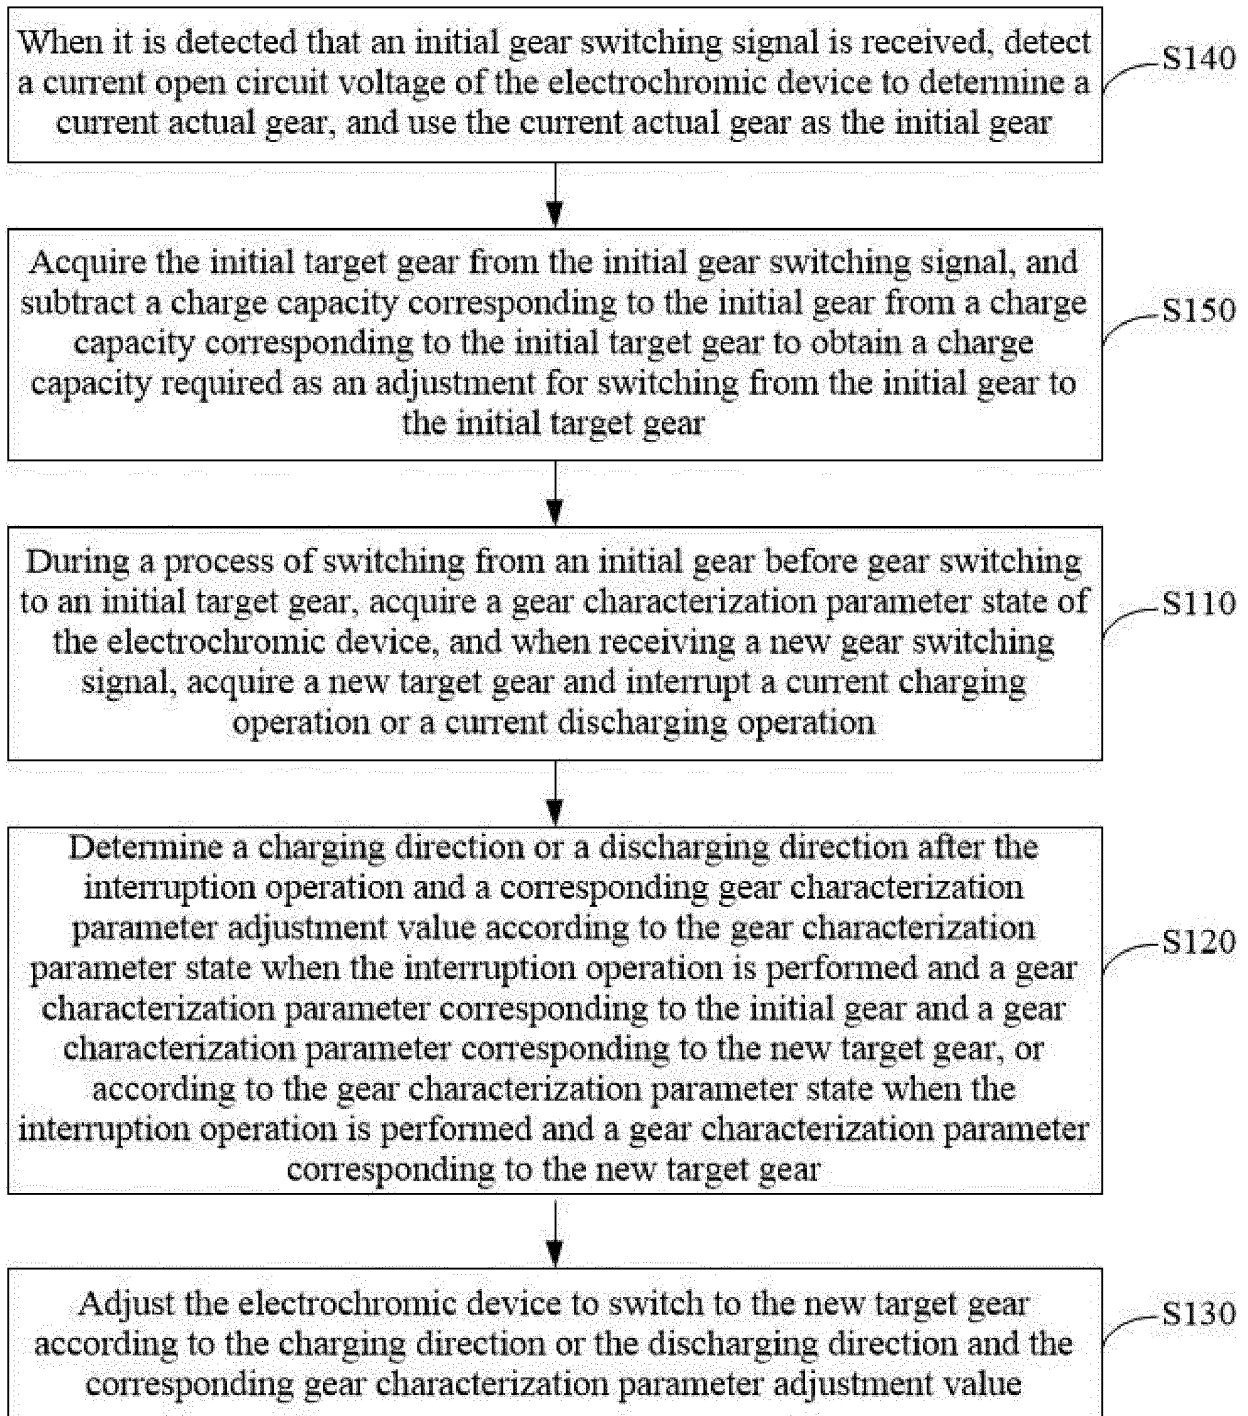 When it is detected that an initial gear switching signal is received, detect
a current open circuit voltage of the electrochromic device to determine a
current actual gear, and use the current actual gear as the initial gear
S140
Acquire the initial target gear from the initial gear switching signal, and
subtract a charge capacity corresponding to the initial gear from a charge
capacity corresponding to the initial target gear to obtain a charge
capacity required as an adjustment for switching from the initial gear to
the initial target gear
S150
During a process of switching from an initial gear before gear switching
to an initial target gear, acquire a gear characterization parameter state of
the electrochromic device, and when receiving a new gear switching
signal, acquire a new target gear and interrupt a current charging
operation or a current discharging operation
S110
Determine a charging direction or a discharging direction after the
interruption operation and a corresponding gear characterization
parameter adjustment value according to the gear characterization
parameter state when the interruption operation is performed and a gear
characterization parameter corresponding to the initial gear and a gear
characterization parameter corresponding to the new target gear, or
according to the gear characterization parameter state when the
interruption operation is performed and a gear characterization parameter
corresponding to the new target gear
S120
Adjust the electrochromic device to switch to the new target gear
according to the charging direction or the discharging direction and the
corresponding gear characterization parameter adjustment value
S130